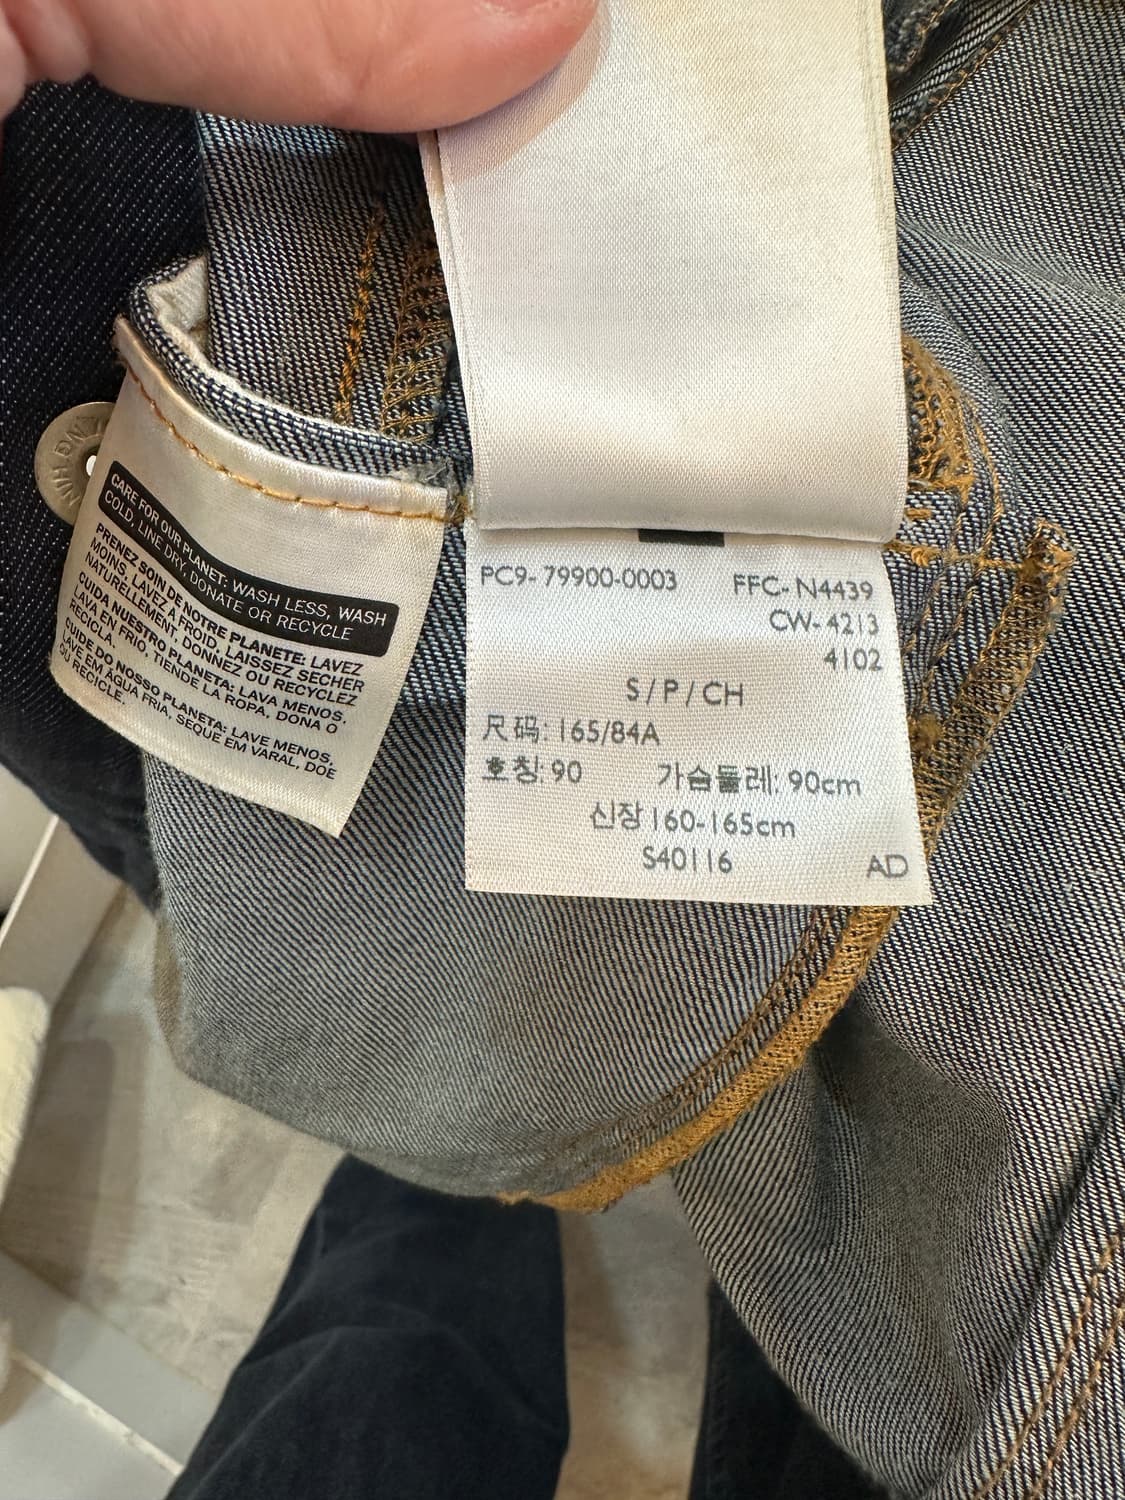 CARE FOR OUR PLANET: WASH LESS, WASH
COLD, LINE DRY, DONATE OR RECYCLE
PRENEZ SOIN DE NOTRE PLANETE: LAVEZ
MOINS, LAVEZ À FROID, LAISSEZ SÉCHER
NATURELLEMENT, DONNEZ OU RECYCLEZ
CUIDA NUESTRO PLANETA: LAVA MENOS,
LAVA EN FRIO, TIENDE LA ROPA, DONA O
RECICLA.
CUIDE DO NOSSO PLANETA: LAVE MENOS,
LAVE EM ÁGUA FRIA, SEQUE EM VARAL, DOE
OU RECICLE.
PC9-79900-0003 FFC-N4439
CW-4213
4102
S/P/CH
尺码: 165/84A
호칭: 90 가슴둘레: 90cm
신장 160-165cm
S40116 AD